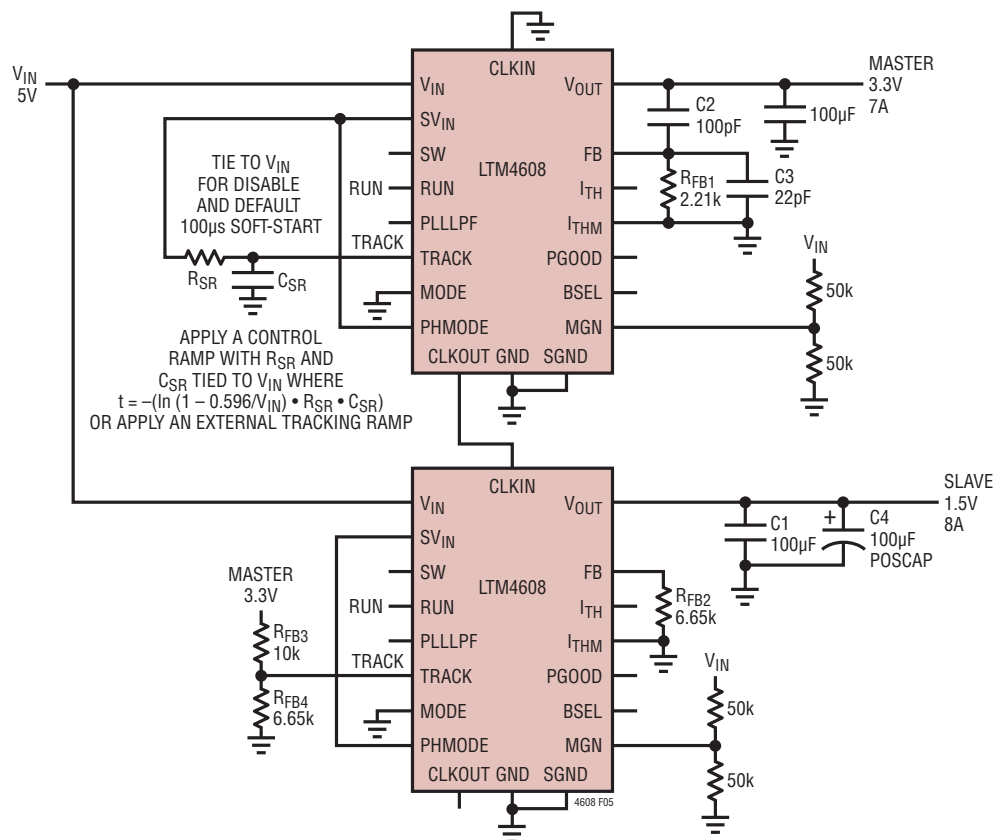 VIN
5V
CLKIN
VIN
SVIN
SW
RUN
RUN
PLLLPF
TRACK
TRACK
MODE
PHMODE
CLKOUT GND SGND
LTM4608
VOUT
FB
ITH
ITHM
PGOOD
BSEL
MGN
C2
100pF
100µF
MASTER
3.3V
7A
RFB1
2.21k
C3
22pF
VIN
50k
50k
TIE TO VIN
FOR DISABLE
AND DEFAULT
100µs SOFT-START
RSR
CSR
APPLY A CONTROL
RAMP WITH RSR AND
CSR TIED TO VIN WHERE
t = –(ln (1 – 0.596/VIN) • RSR • CSR)
OR APPLY AN EXTERNAL TRACKING RAMP
CLKIN
VIN
SVIN
SW
RUN
RUN
PLLLPF
TRACK
TRACK
MODE
PHMODE
CLKOUT GND SGND
LTM4608
VOUT
FB
ITH
ITHM
PGOOD
BSEL
MGN
SLAVE
1.5V
8A
C1
100µF
+
C4
100µF
POSCAP
RFB2
6.65k
VIN
50k
50k
MASTER
3.3V
RFB3
10k
RFB4
6.65k
4608 F05